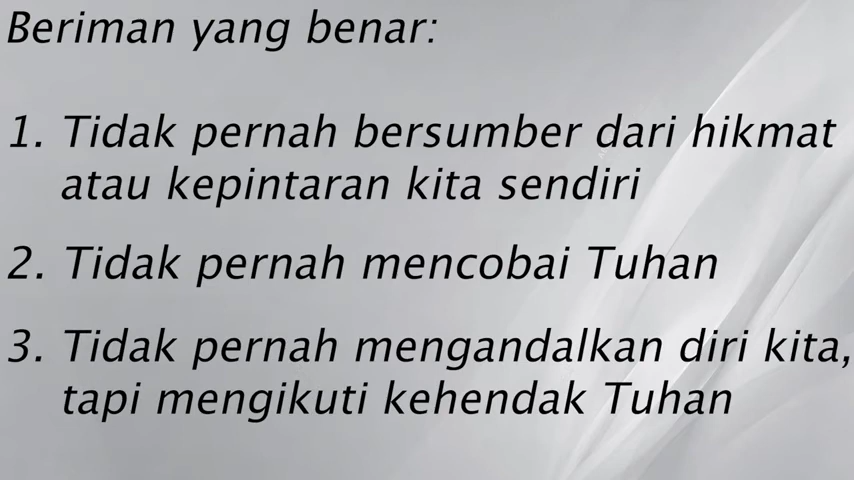 Beriman yang benar:
1. Tidak pernah bersumber dari hikmat
atau kepintaran kita sendiri
2. Tidak pernah mencobai Tuhan
3. Tidak pernah mengandalkan diri kita,
tapi mengikuti kehendak Tuhan